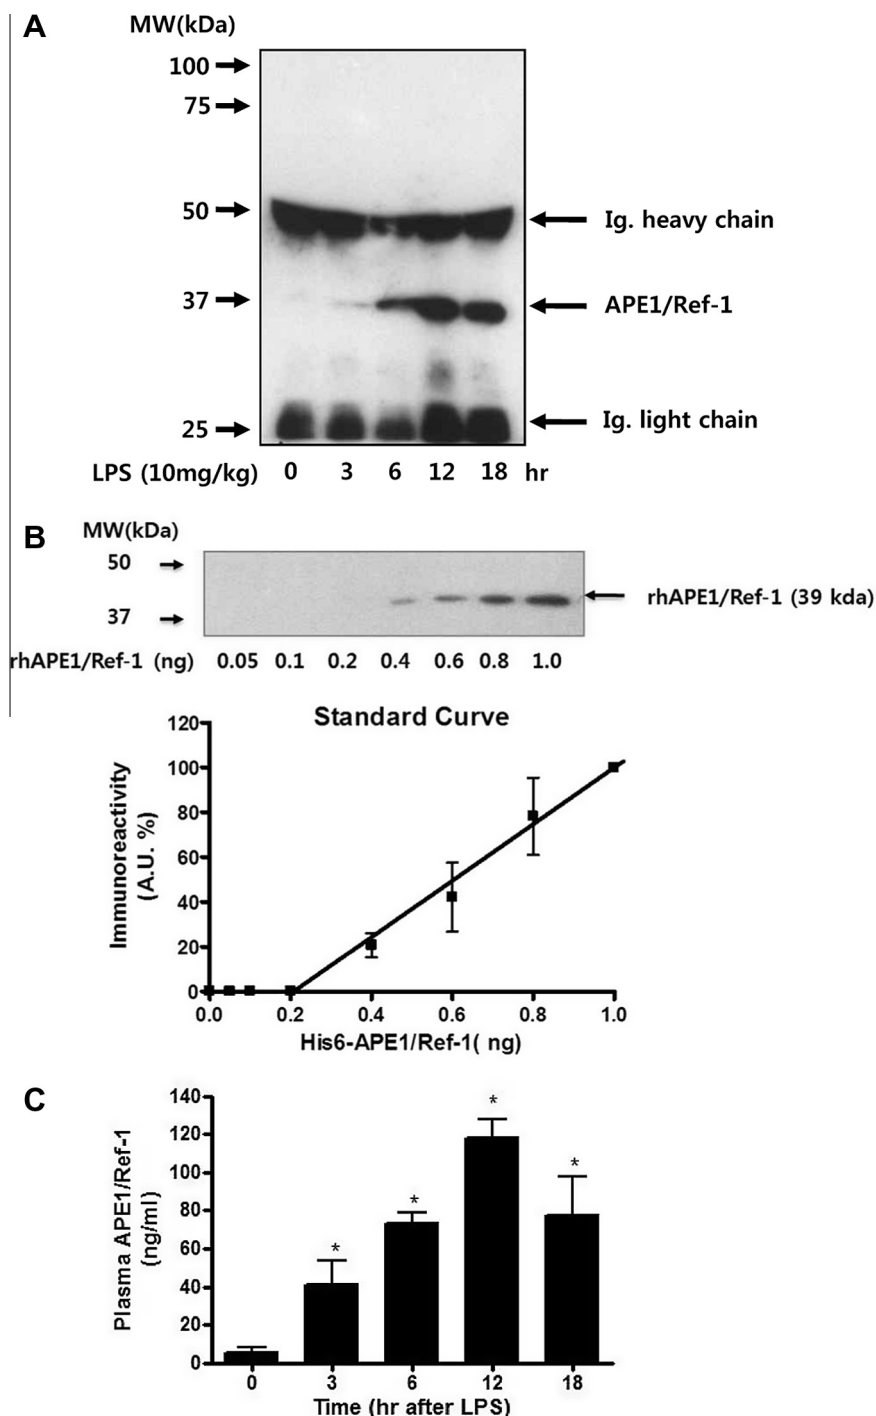 A
MW(kDa)
100
75
50
Ig. heavy chain
37
APE1/Ref-1
25
Ig. light chain
LPS (10mg/kg) 0 3 6 12 18 hr
B
MW(kDa)
50
rhAPE1/Ref-1 (39 kda)
37
rhAPE1/Ref-1 (ng) 0.05 0.1 0.2 0.4 0.6 0.8 1.0
Standard Curve
Immunoreactivity
(A.U. %)
120
100
80
60
40
20
0
0.0 0.2 0.4 0.6 0.8 1.0
His6-APE1/Ref-1( ng)
C
Plasma APE1/Ref-1
(ng/ml)
140
120
100
80
60
40
20
0
* * * *
0 3 6 12 18
Time (hr after LPS)